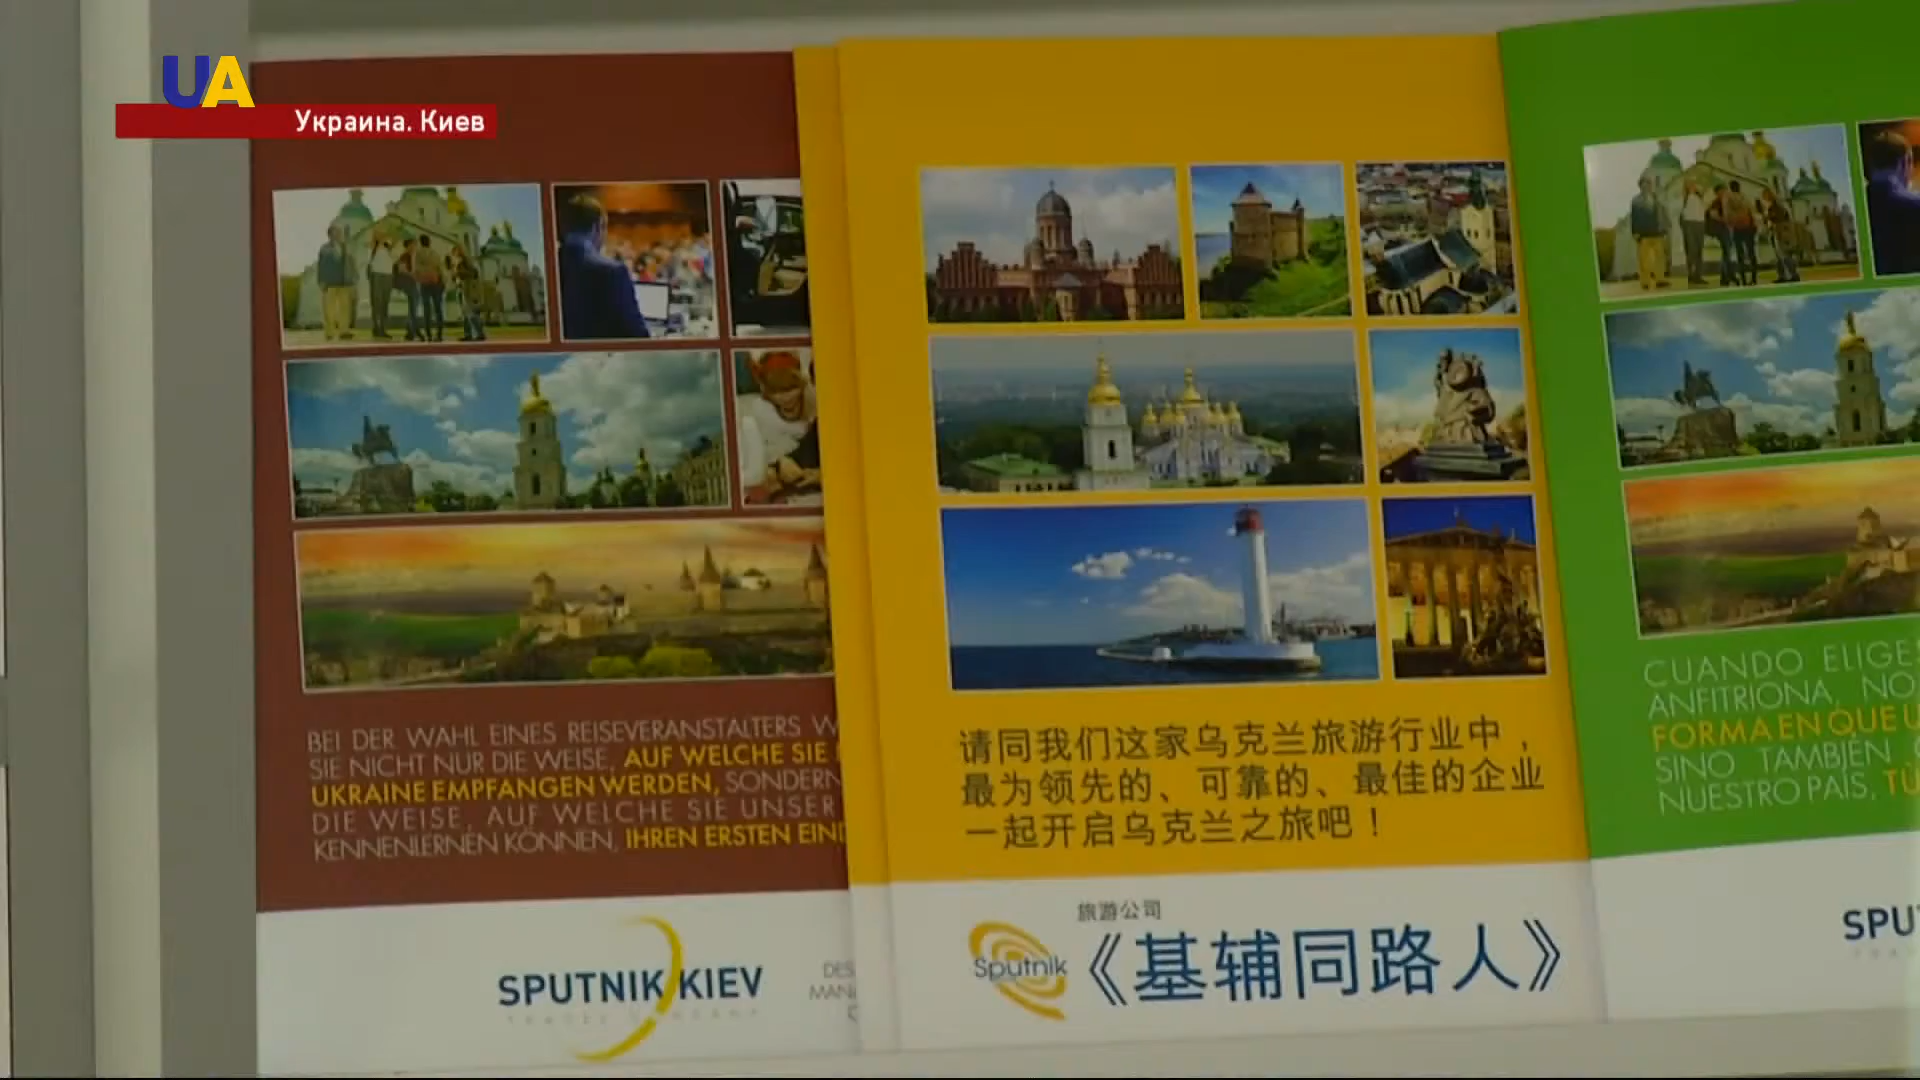 UA
Украина. Киев
BEI DER WAHL EINES REISEVERANSTALTERS
SIE NICHT NUR DIE WEISE, AUF WELCHE SIE
UKRAINE EMPFANGEN WERDEN, SONDERN
DIE WEISE, AUF WELCHE SIE UNSER
KENNENLERNEN KÖNNEN, IHREN ERSTEN
SPUTNIK KIEV
请同我们这家乌克兰旅游行业中，
最为领先的、可靠的、最佳的企业
一起开启乌克兰之旅吧！
旅游公司
Sputnik
《基辅同路人》
CUANDO ELIGE
ANFITRIONA, NO
FORMA EN QUE
SINO TAMBIÉN
NUESTRO PAÍS,